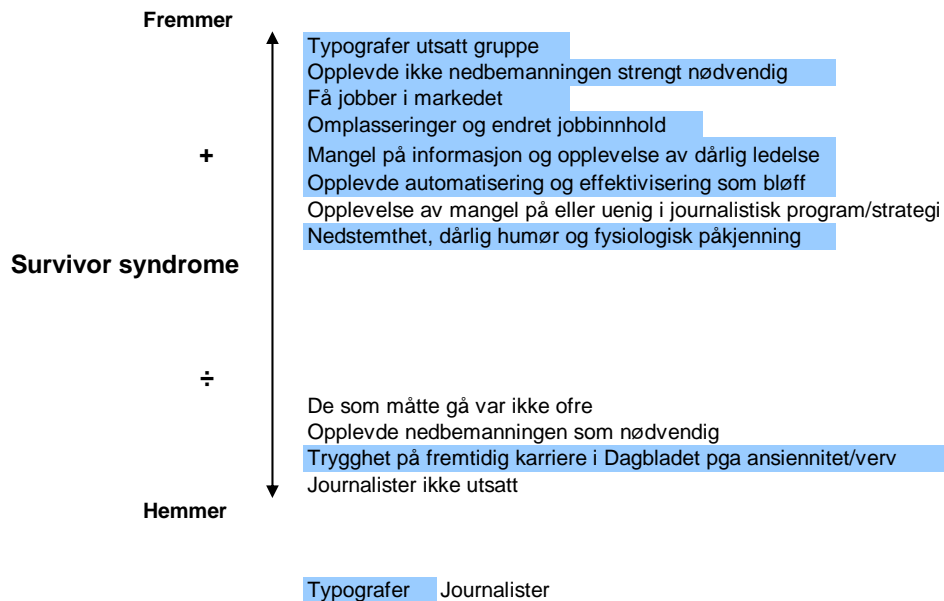 Fremmer
Typografer utsatt gruppe
Opplevde ikke nedbemanningen strengt nødvendig
Få jobber i markedet
Omplasseringer og endret jobbinnhold
+
Mangel på informasjon og opplevelse av dårlig ledelse
Opplevde automatisering og effektivisering som bløff
Opplevelse av mangel på eller uenig i journalistisk program/strategi
Nedstemthet, dårlig humør og fysiologisk påkjenning
Survivor syndrome
÷
De som måtte gå var ikke ofre
Opplevde nedbemanningen som nødvendig
Trygghet på fremtidig karriere i Dagbladet pga ansiennitet/verv
Journalister ikke utsatt
Hemmer
Typografer Journalister